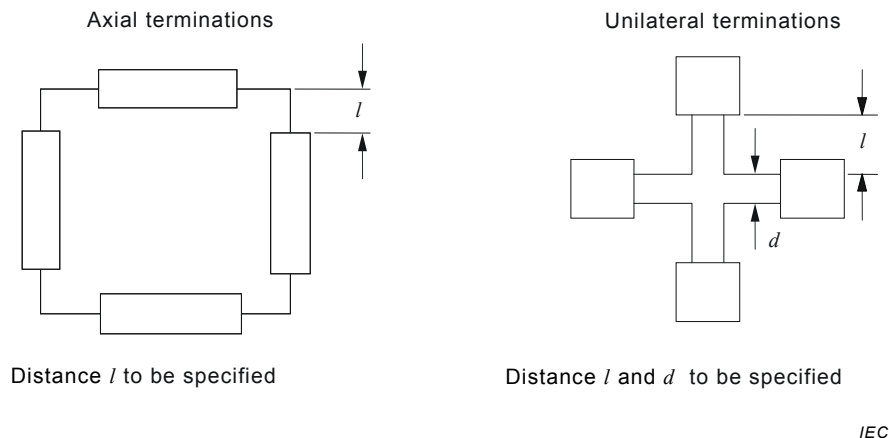 Axial terminations
Unilateral terminations
l
l
d
Distance l to be specified
Distance l and d to be specified
IEC